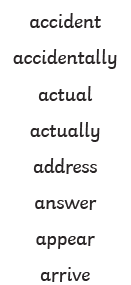 accident
accidentally
actual
actually
address
answer
appear
arrive